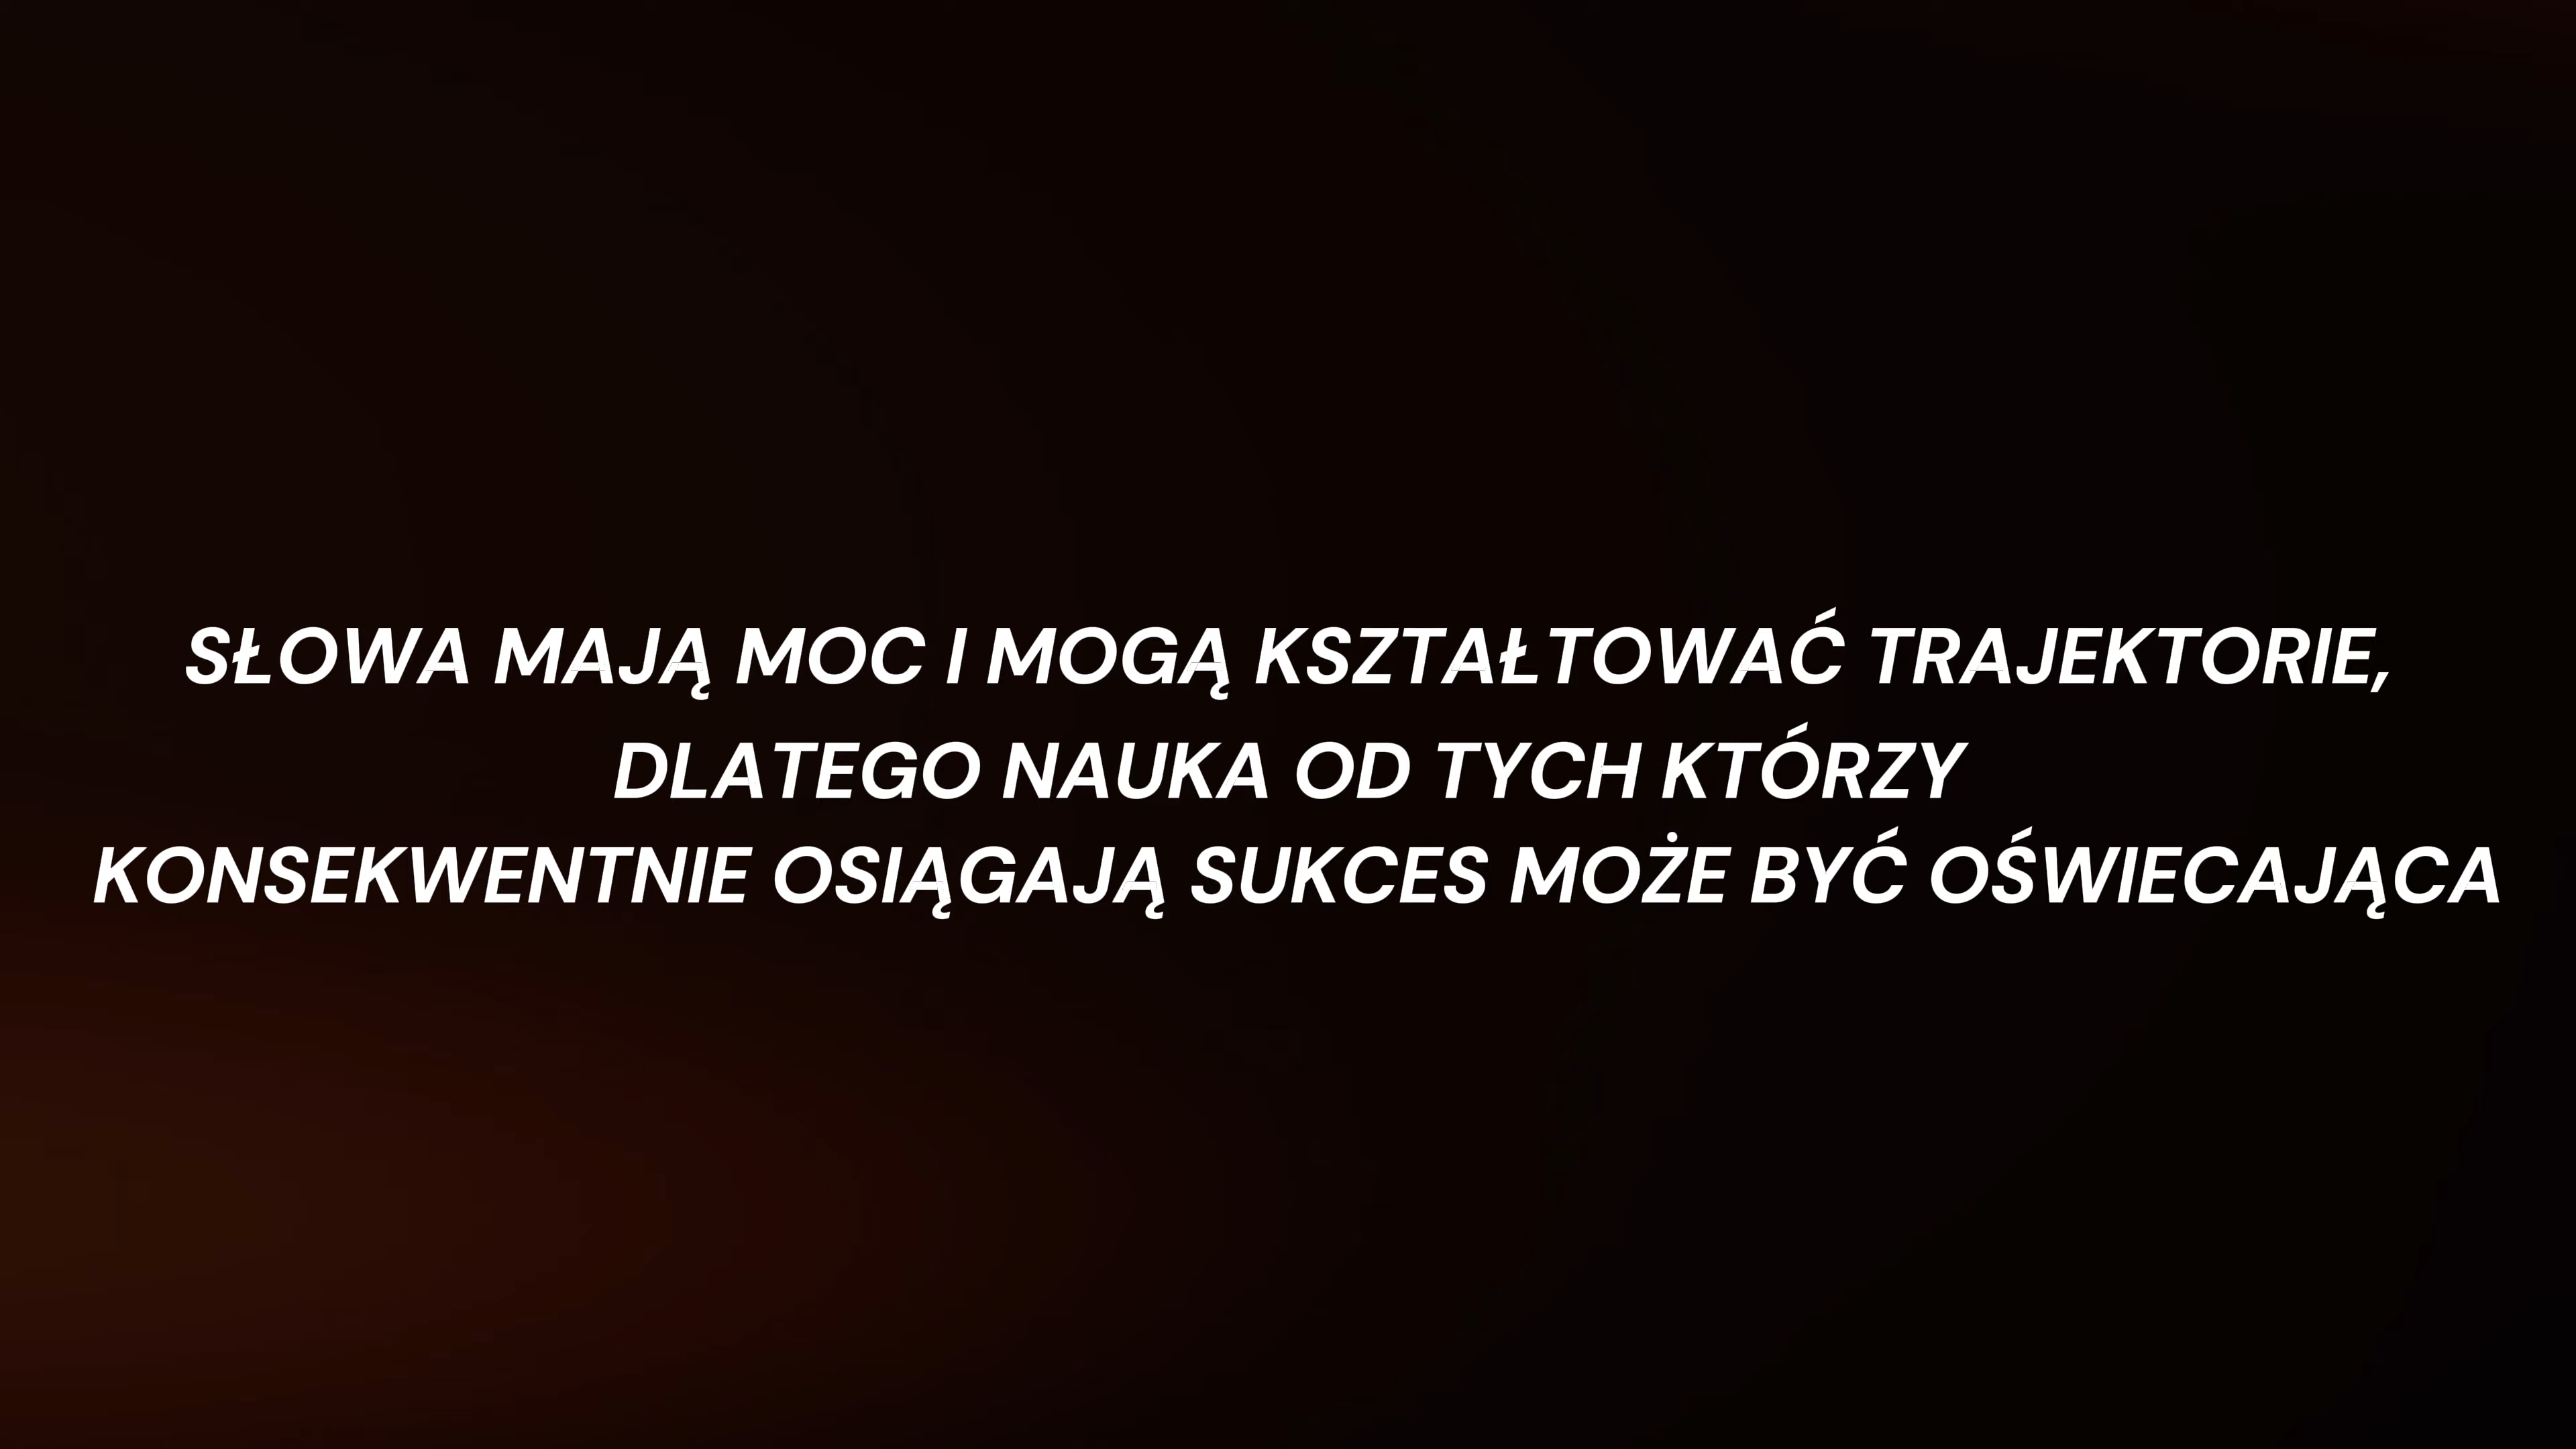 SŁOWA MAJĄ MOC I MOGĄ KSZTAŁTOWAĆ TRAJEKTORIE,
DLATEGO NAUKA OD TYCH KTÓRZY
KONSEKWENTNIE OSIĄGAJĄ SUKCES MOŻE BYĆ OŚWIECAJĄCA